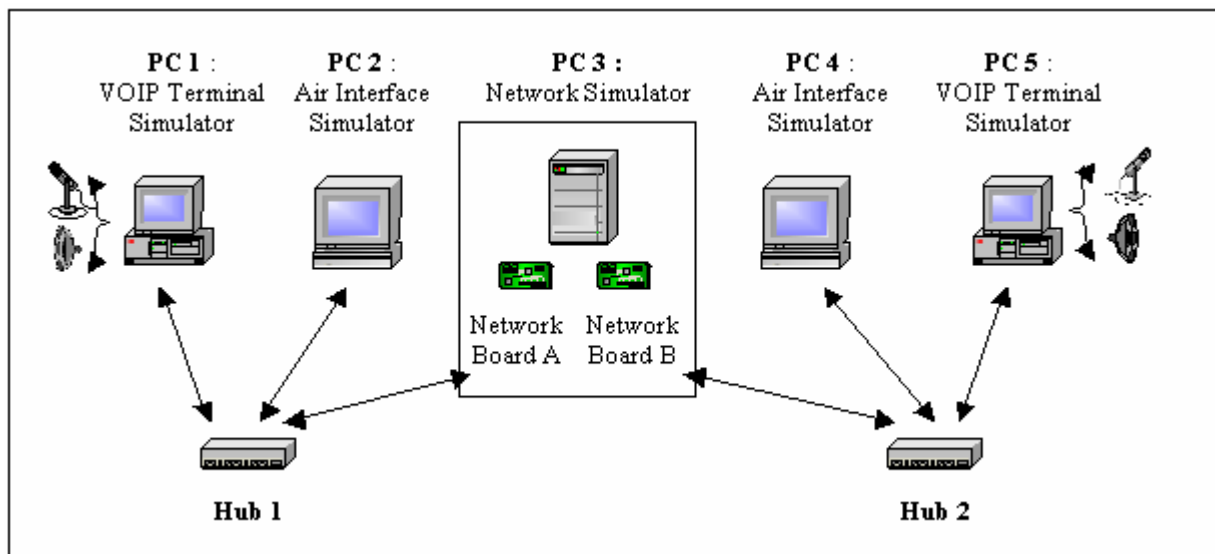 PC 1 :
VOIP Terminal
Simulator
PC 2 :
Air Interface
Simulator
PC 3 :
Network Simulator
PC 4 :
Air Interface
Simulator
PC 5 :
VOIP Terminal
Simulator
Network
Board A
Network
Board B
Hub 1
Hub 2